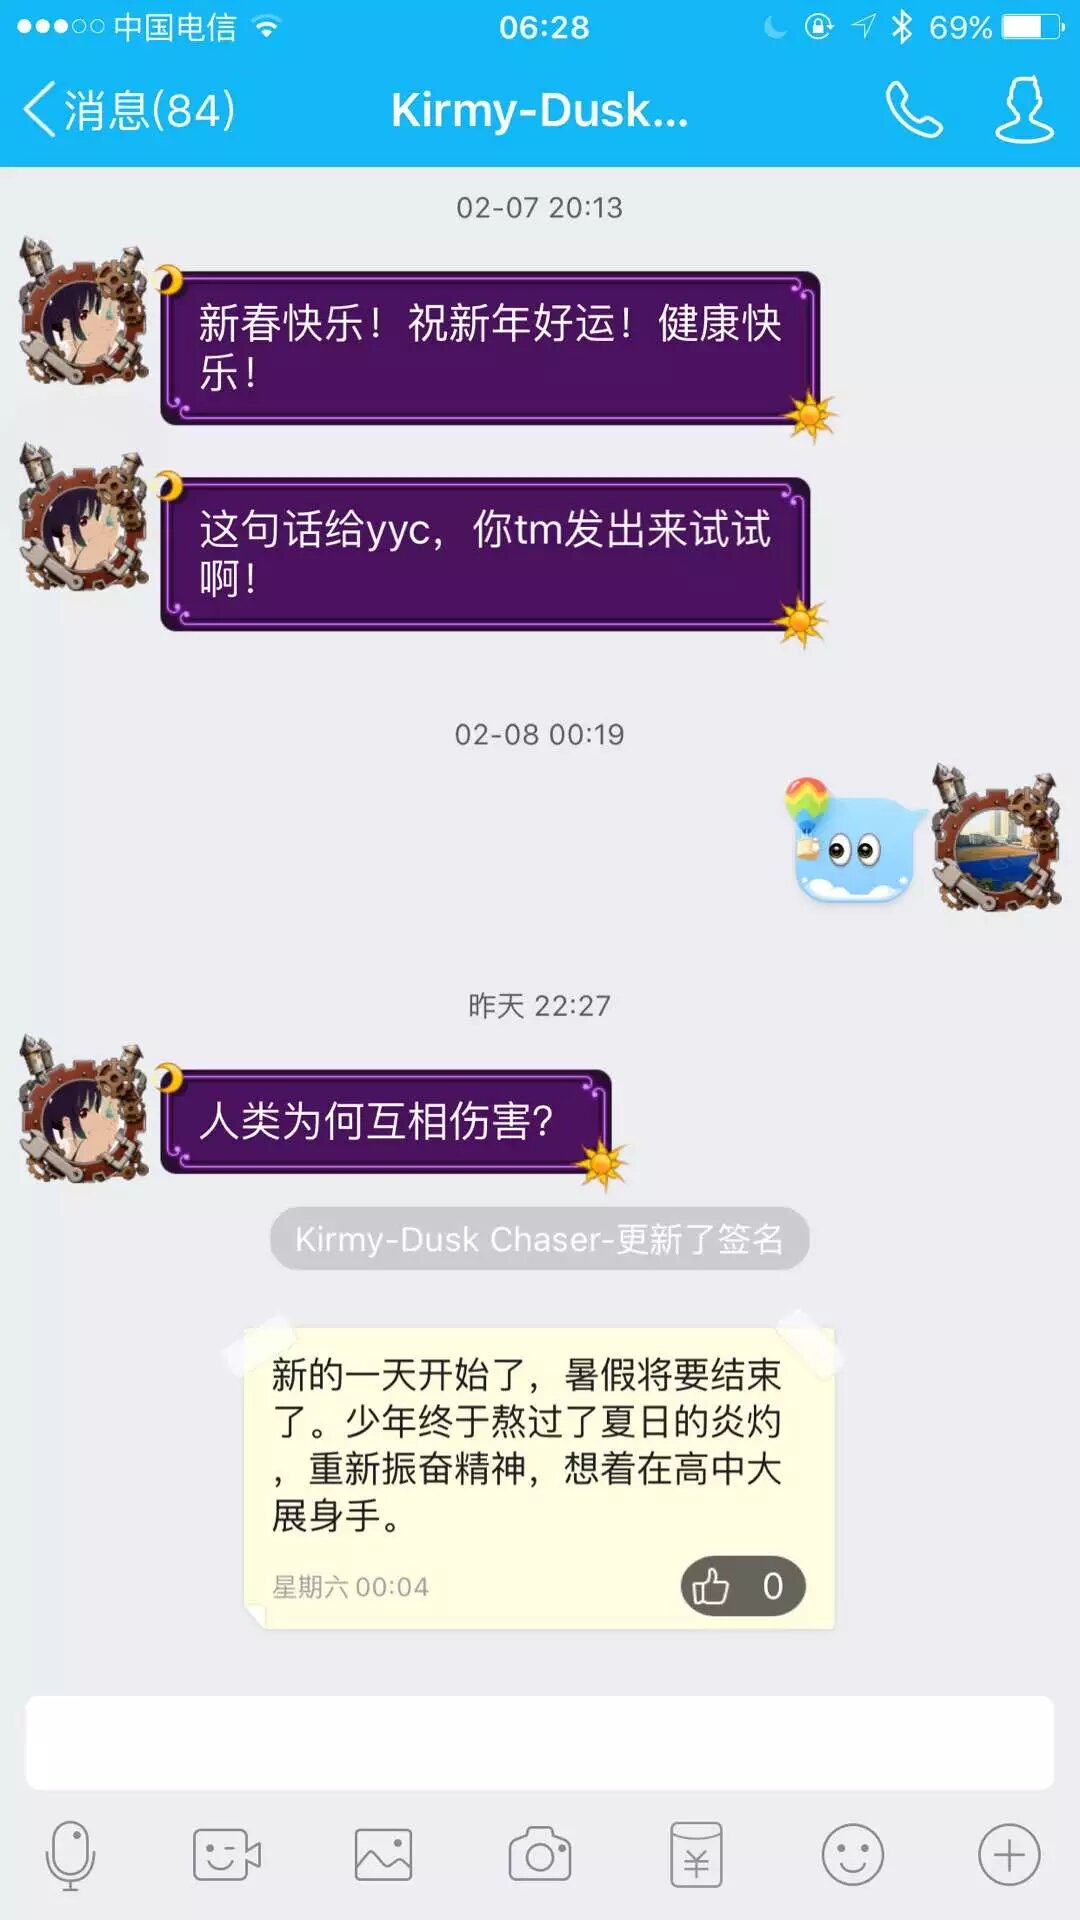 中国电信 06:28 69%
消息(84) Kirmy-Dusk...
02-07 20:13
新春快乐！祝新年好运！健康快
乐！
这句话给yyc，你tm发出来试试
啊！
02-08 00:19
昨天 22:27
人类为何互相伤害？
Kirmy-Dusk Chaser-更新了签名
新的一天开始了，暑假将要结束
了。少年终于熬过了夏日的炎灼
，重新振奋精神，想着在高中大
展身手。
星期六 00:04 0